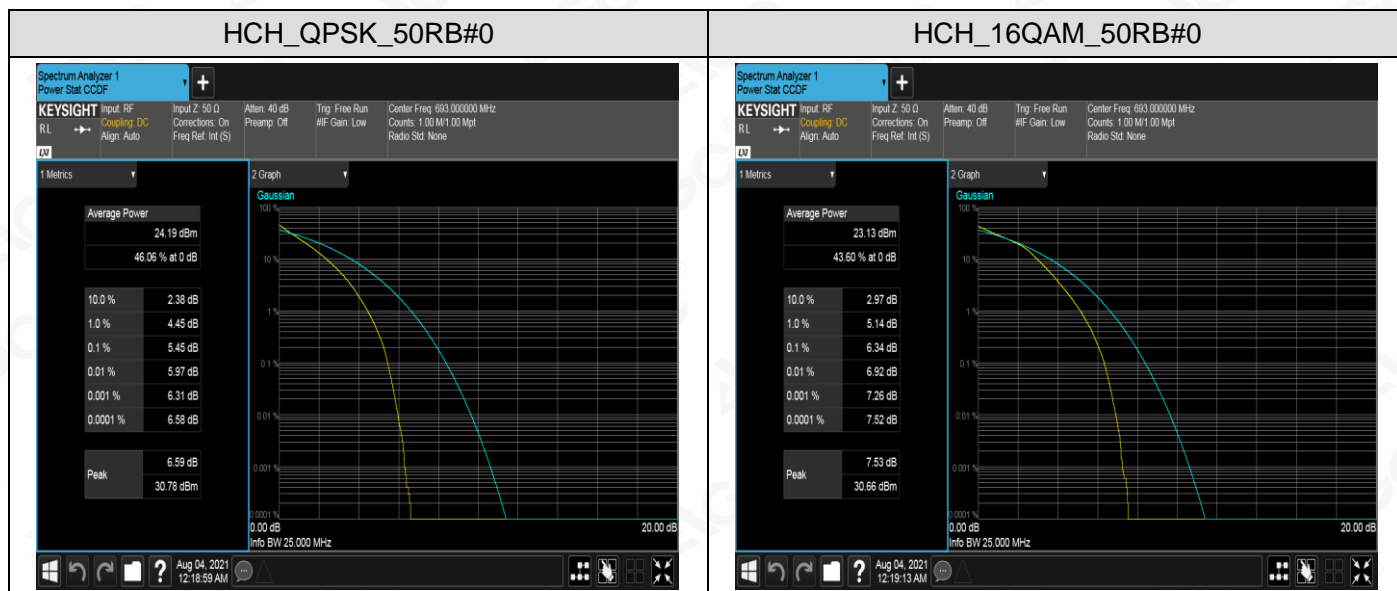 HCH_QPSK_50RB#0
Spectrum Analyzer 1
Power Stat CCDF
+
KEYSIGHT Input: RF Input Z: 50 Ω Atten: 40 dB Trig: Free Run Center Freq: 693.000000 MHz
RL Coupling: DC Corrections: On Preamp: Off #IF Gain: Low Counts: 1.00 M/1.00 Mpt
Align: Auto Freq Ref: Int (S) Radio Std: None
LXI
1 Metrics
Average Power
24.19 dBm
46.06 % at 0 dB
10.0 % 2.38 dB
1.0 % 4.45 dB
0.1 % 5.45 dB
0.01 % 5.97 dB
0.001 % 6.31 dB
0.0001 % 6.58 dB
Peak 6.59 dB
30.78 dBm
2 Graph
Gaussian
100 %
10 %
1 %
0.1 %
0.01 %
0.001 %
0.0001 %
0.00 dB 20.00 dB
Info BW 25.000 MHz
? Aug 04, 2021
12:18:59 AM
HCH_16QAM_50RB#0
Spectrum Analyzer 1
Power Stat CCDF
+
KEYSIGHT Input: RF Input Z: 50 Ω Atten: 40 dB Trig: Free Run Center Freq: 693.000000 MHz
RL Coupling: DC Corrections: On Preamp: Off #IF Gain: Low Counts: 1.00 M/1.00 Mpt
Align: Auto Freq Ref: Int (S) Radio Std: None
LXI
1 Metrics
Average Power
23.13 dBm
43.60 % at 0 dB
10.0 % 2.97 dB
1.0 % 5.14 dB
0.1 % 6.34 dB
0.01 % 6.92 dB
0.001 % 7.26 dB
0.0001 % 7.52 dB
Peak 7.53 dB
30.66 dBm
2 Graph
Gaussian
100 %
10 %
1 %
0.1 %
0.01 %
0.001 %
0.0001 %
0.00 dB 20.00 dB
Info BW 25.000 MHz
? Aug 04, 2021
12:19:13 AM